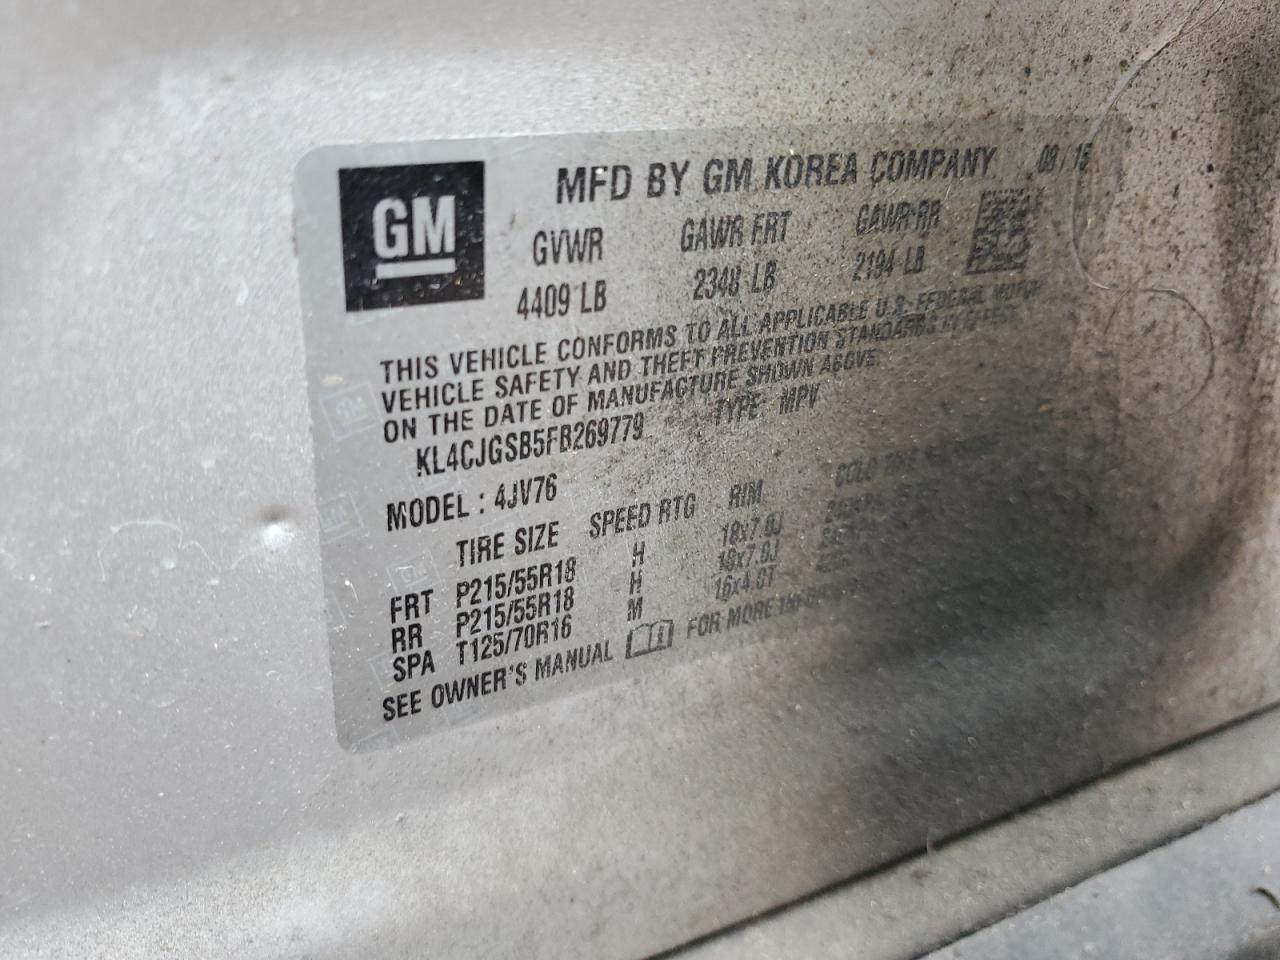 GM
MFD BY GM KOREA COMPANY 09/15
GVWR GAWR FRT GAWR RR
4409 LB 2348 LB 2194 LB
THIS VEHICLE CONFORMS TO ALL APPLICABLE U.S. FEDERAL MOTOR
VEHICLE SAFETY AND THEFT PREVENTION STANDARDS IN EFFECT
ON THE DATE OF MANUFACTURE SHOWN ABOVE
KL4CJGSB5FB269779 TYPE MPV
MODEL : 4JV76
TIRE SIZE SPEED RTG RIM COLD
FRT P215/55R18 H 18x7.0J
RR P215/55R18 H 18x7.0J
SPA T125/70R16 M 16x4.0T
SEE OWNER'S MANUAL FOR MORE